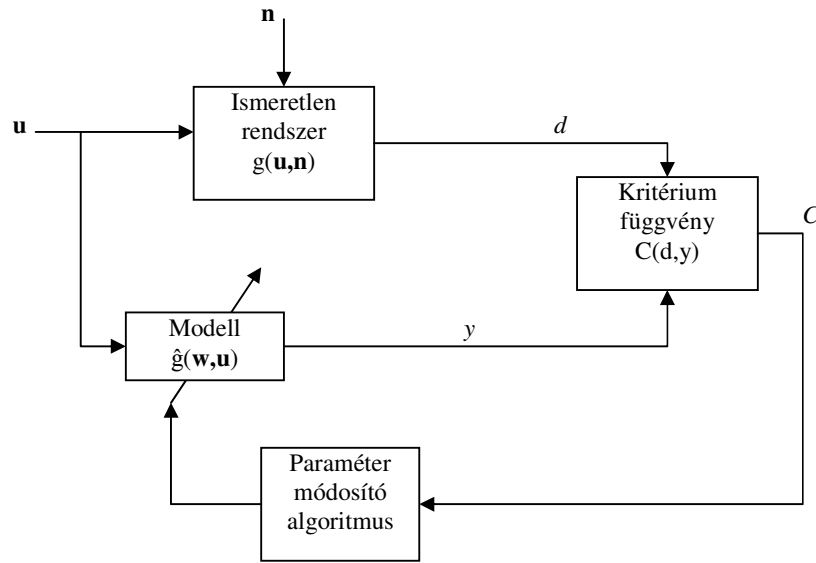 n
Ismeretlen
rendszer
g(u,n)
u
d
Kritérium
függvény
C(d,y)
C
Modell
ĝ(w,u)
y
Paraméter
módosító
algoritmus